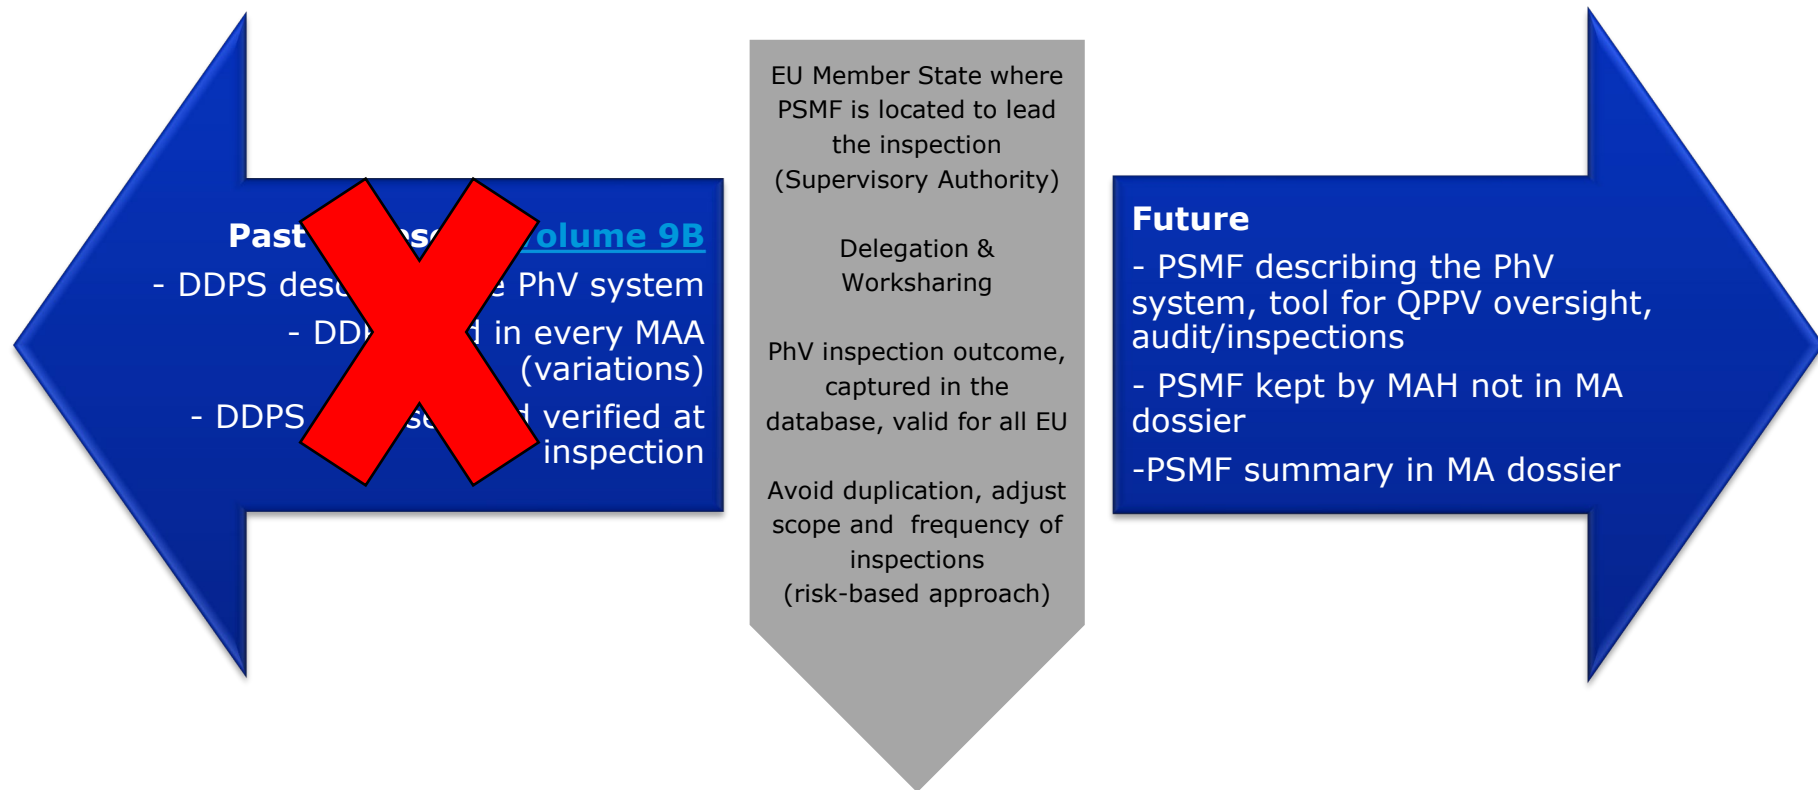 Past Volume 9B
- DDPS PhV system
- in every MAA
(variations)
- DDPS verified at
inspection
EU Member State where
PSMF is located to lead
the inspection
(Supervisory Authority)
Delegation &
Worksharing
PhV inspection outcome,
captured in the
database, valid for all EU
Avoid duplication, adjust
scope and frequency of
inspections
(risk-based approach)
Future
- PSMF describing the PhV
system, tool for QPPV oversight,
audit/inspections
- PSMF kept by MAH not in MA
dossier
-PSMF summary in MA dossier